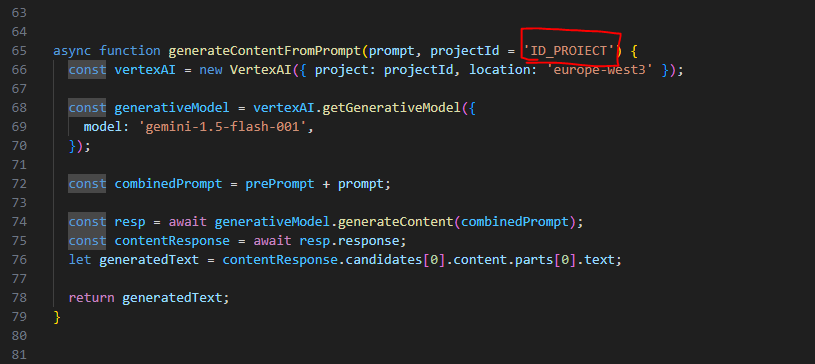 63
64
65 async function generateContentFromPrompt(prompt, projectId = 'ID_PROIECT') {
66 const vertexAI = new VertexAI({ project: projectId, location: 'europe-west3' });
67
68 const generativeModel = vertexAI.getGenerativeModel({
69 model: 'gemini-1.5-flash-001',
70 });
71
72 const combinedPrompt = prePrompt + prompt;
73
74 const resp = await generativeModel.generateContent(combinedPrompt);
75 const contentResponse = await resp.response;
76 let generatedText = contentResponse.candidates[0].content.parts[0].text;
77
78 return generatedText;
79 }
80
81